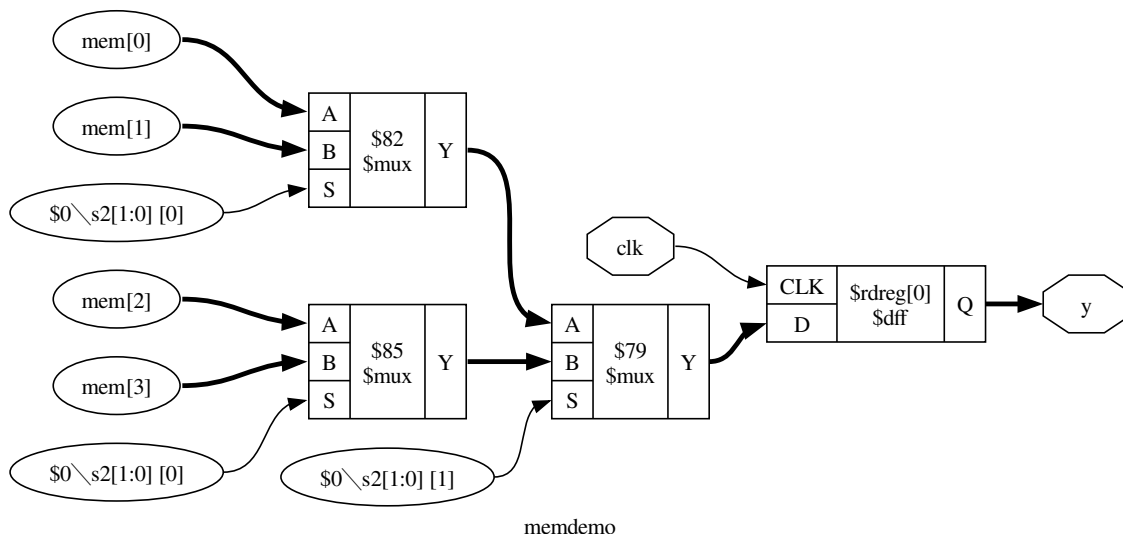 mem[0]
mem[1]
$0\s2[1:0] [0]
A
B
S
$82
$mux
Y
mem[2]
mem[3]
$0\s2[1:0] [0]
A
B
S
$85
$mux
Y
$0\s2[1:0] [1]
A
B
S
$79
$mux
Y
clk
CLK
D
$rdreg[0]
$dff
Q
y
memdemo